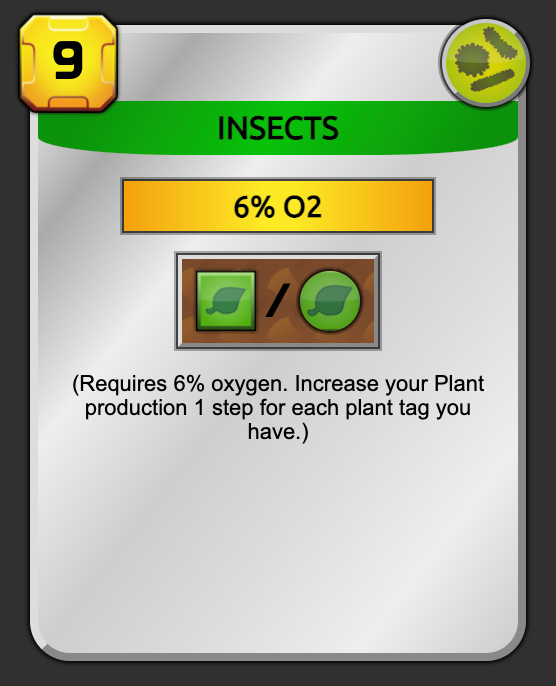 9
INSECTS
6% O2
/
(Requires 6% oxygen. Increase your Plant
production 1 step for each plant tag you
have.)